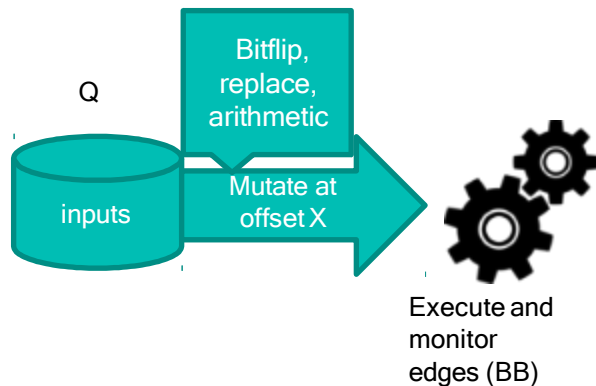 Bitflip,
replace,
arithmetic
Q
inputs
Mutate at
offset X
Execute and
monitor
edges (BB)